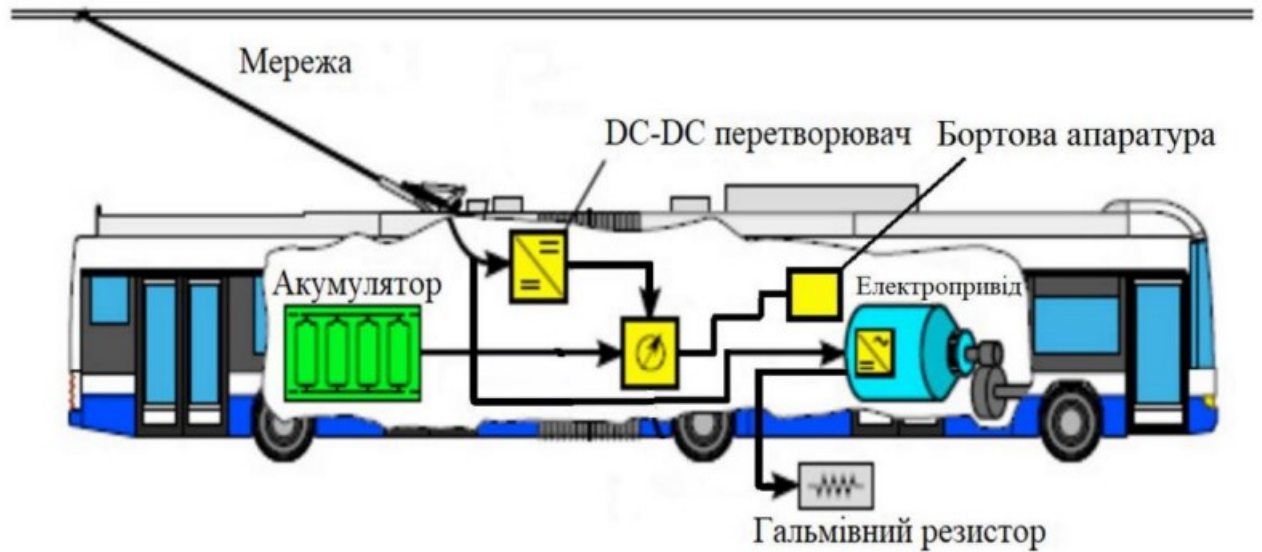 Мережа
DC-DC перетворювач
Бортова апаратура
Акумулятор
Електропривід
Гальмівний резистор